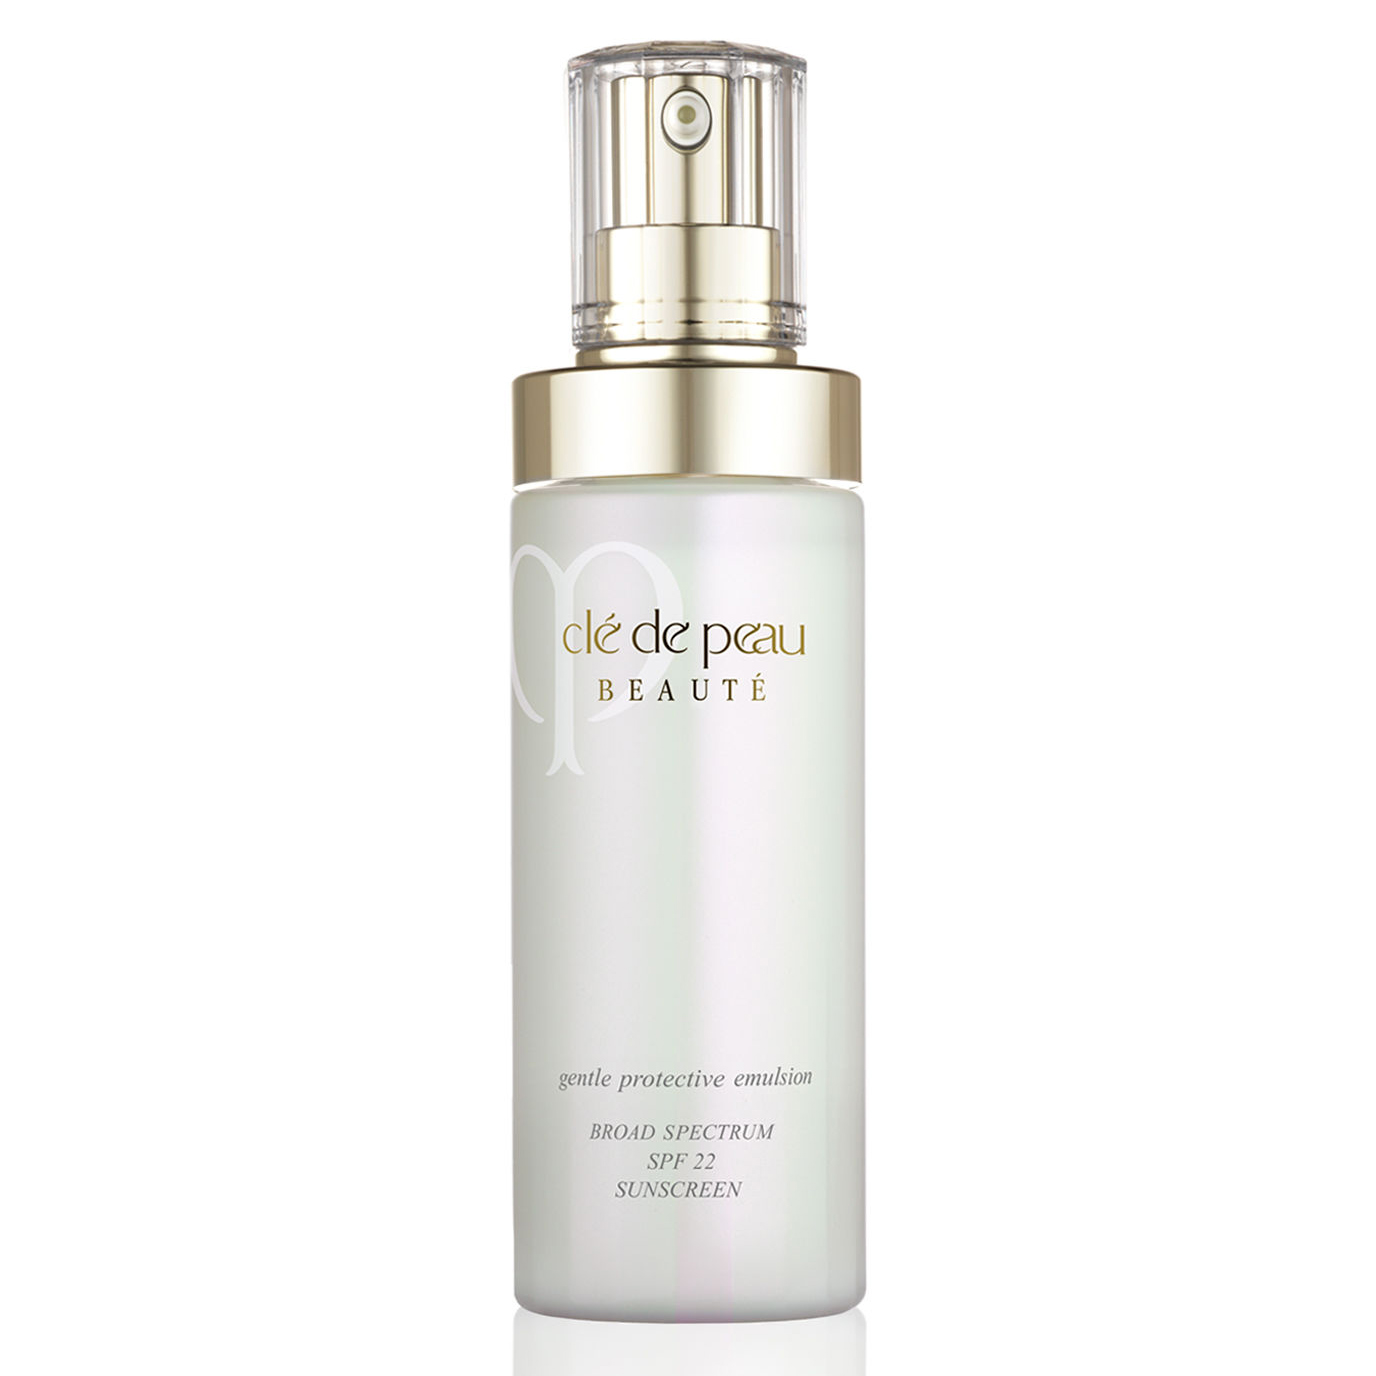 clé de peau
BEAUTÉ
gentle protective emulsion
BROAD SPECTRUM
SPF 22
SUNSCREEN